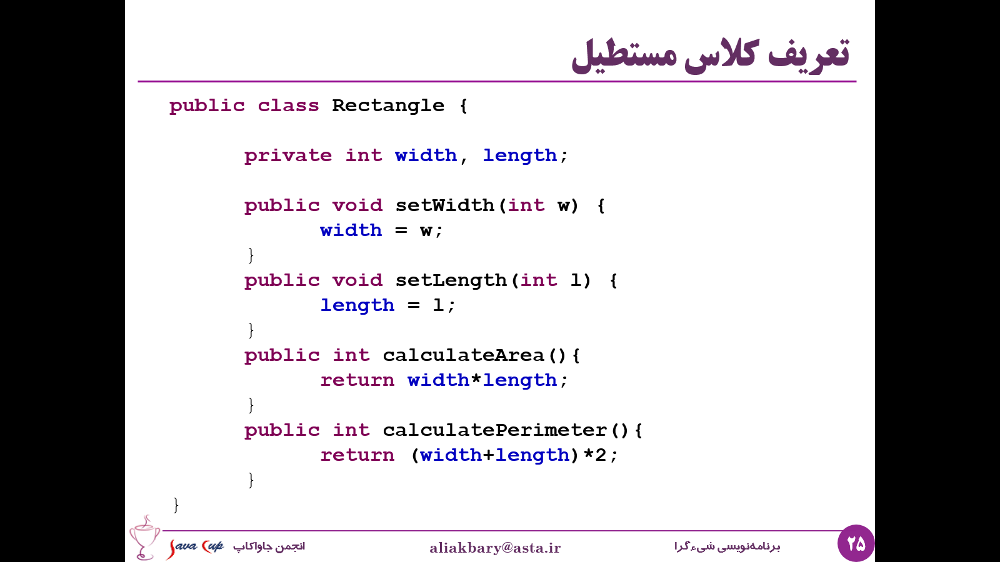 تعریف کلاس مستطیل
public class Rectangle {
private int width, length;
public void setWidth(int w) {
width = w;
}
public void setLength(int l) {
length = l;
}
public int calculateArea(){
return width*length;
}
public int calculatePerimeter(){
return (width+length)*2;
}
}
Java Cup
انجمن جاواکاپ
aliakbary@asta.ir
برنامه‌نویسی شیءگرا
۲۵